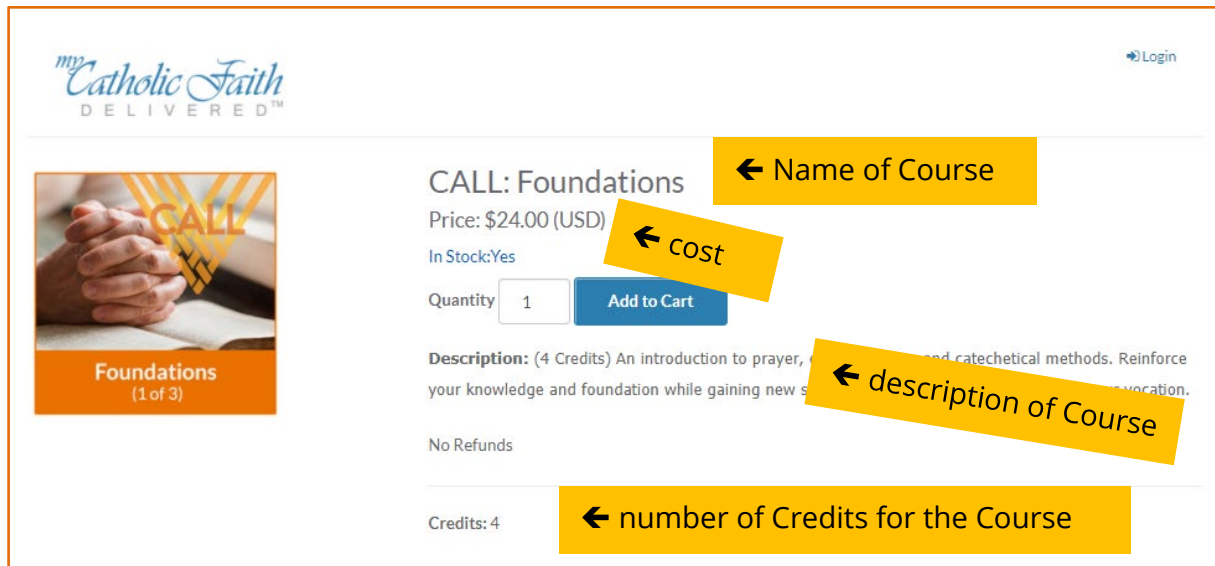 my Catholic Faith
DELIVERED™
Login
CALL
Foundations
(1 of 3)
CALL: Foundations
🡸 Name of Course
Price: $24.00 (USD)
🡸 cost
In Stock:Yes
Quantity 1 Add to Cart
Description: (4 Credits) An introduction to prayer, and catechetical methods. Reinforce
your knowledge and foundation while gaining new vocation.
🡸 description of Course
No Refunds
Credits: 4
🡸 number of Credits for the Course